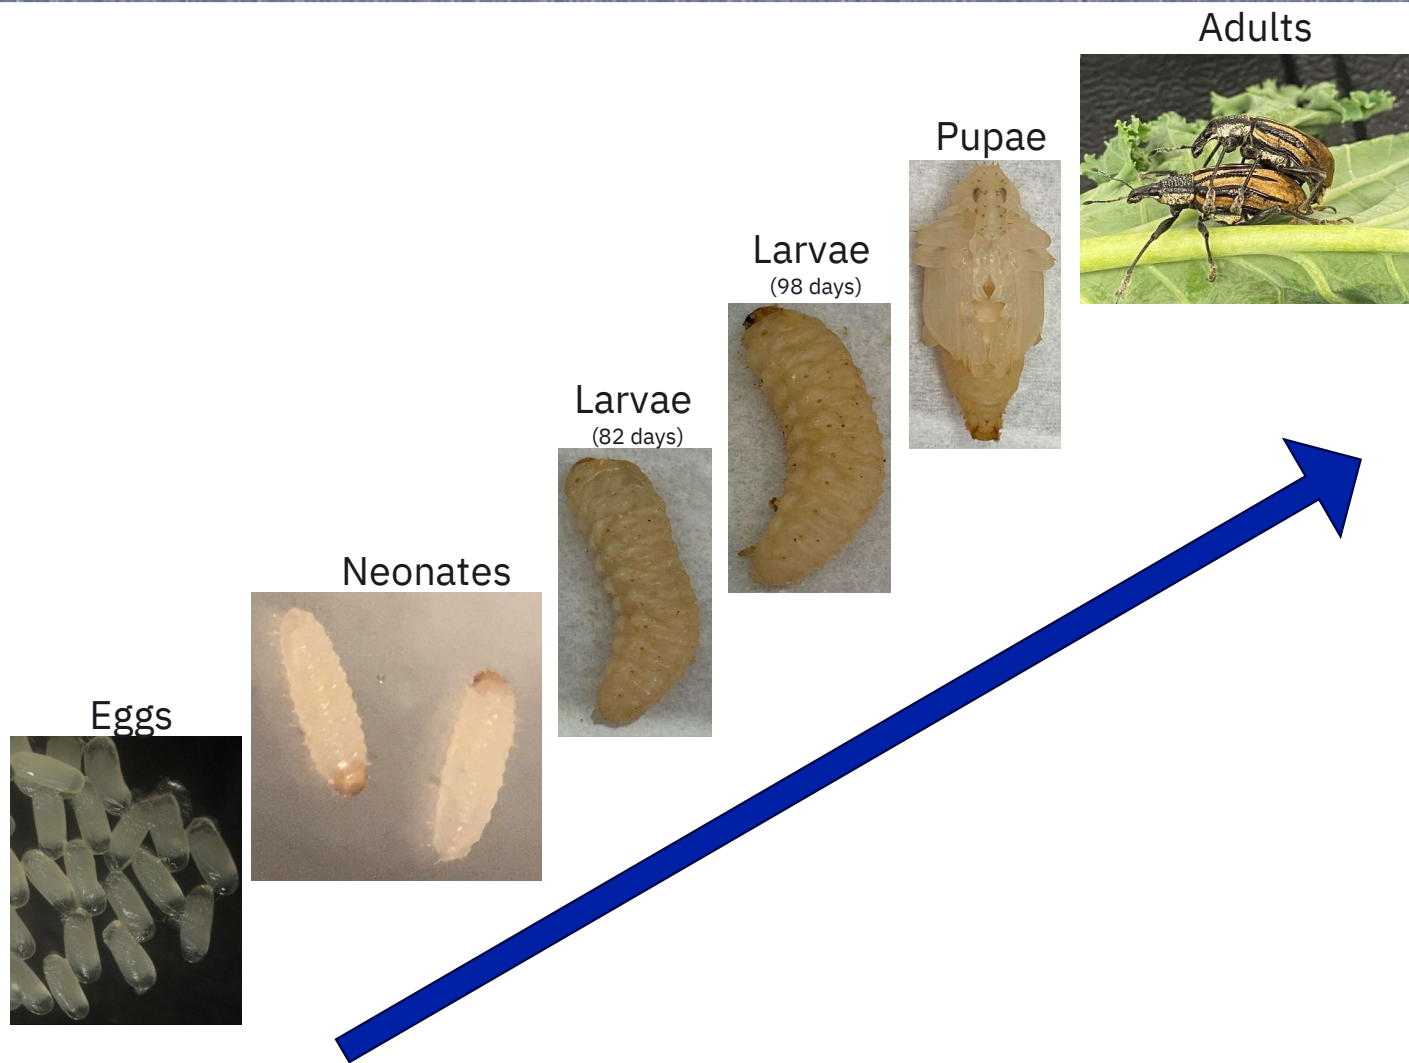 Eggs
Neonates
Larvae
(82 days)
Larvae
(98 days)
Pupae
Adults